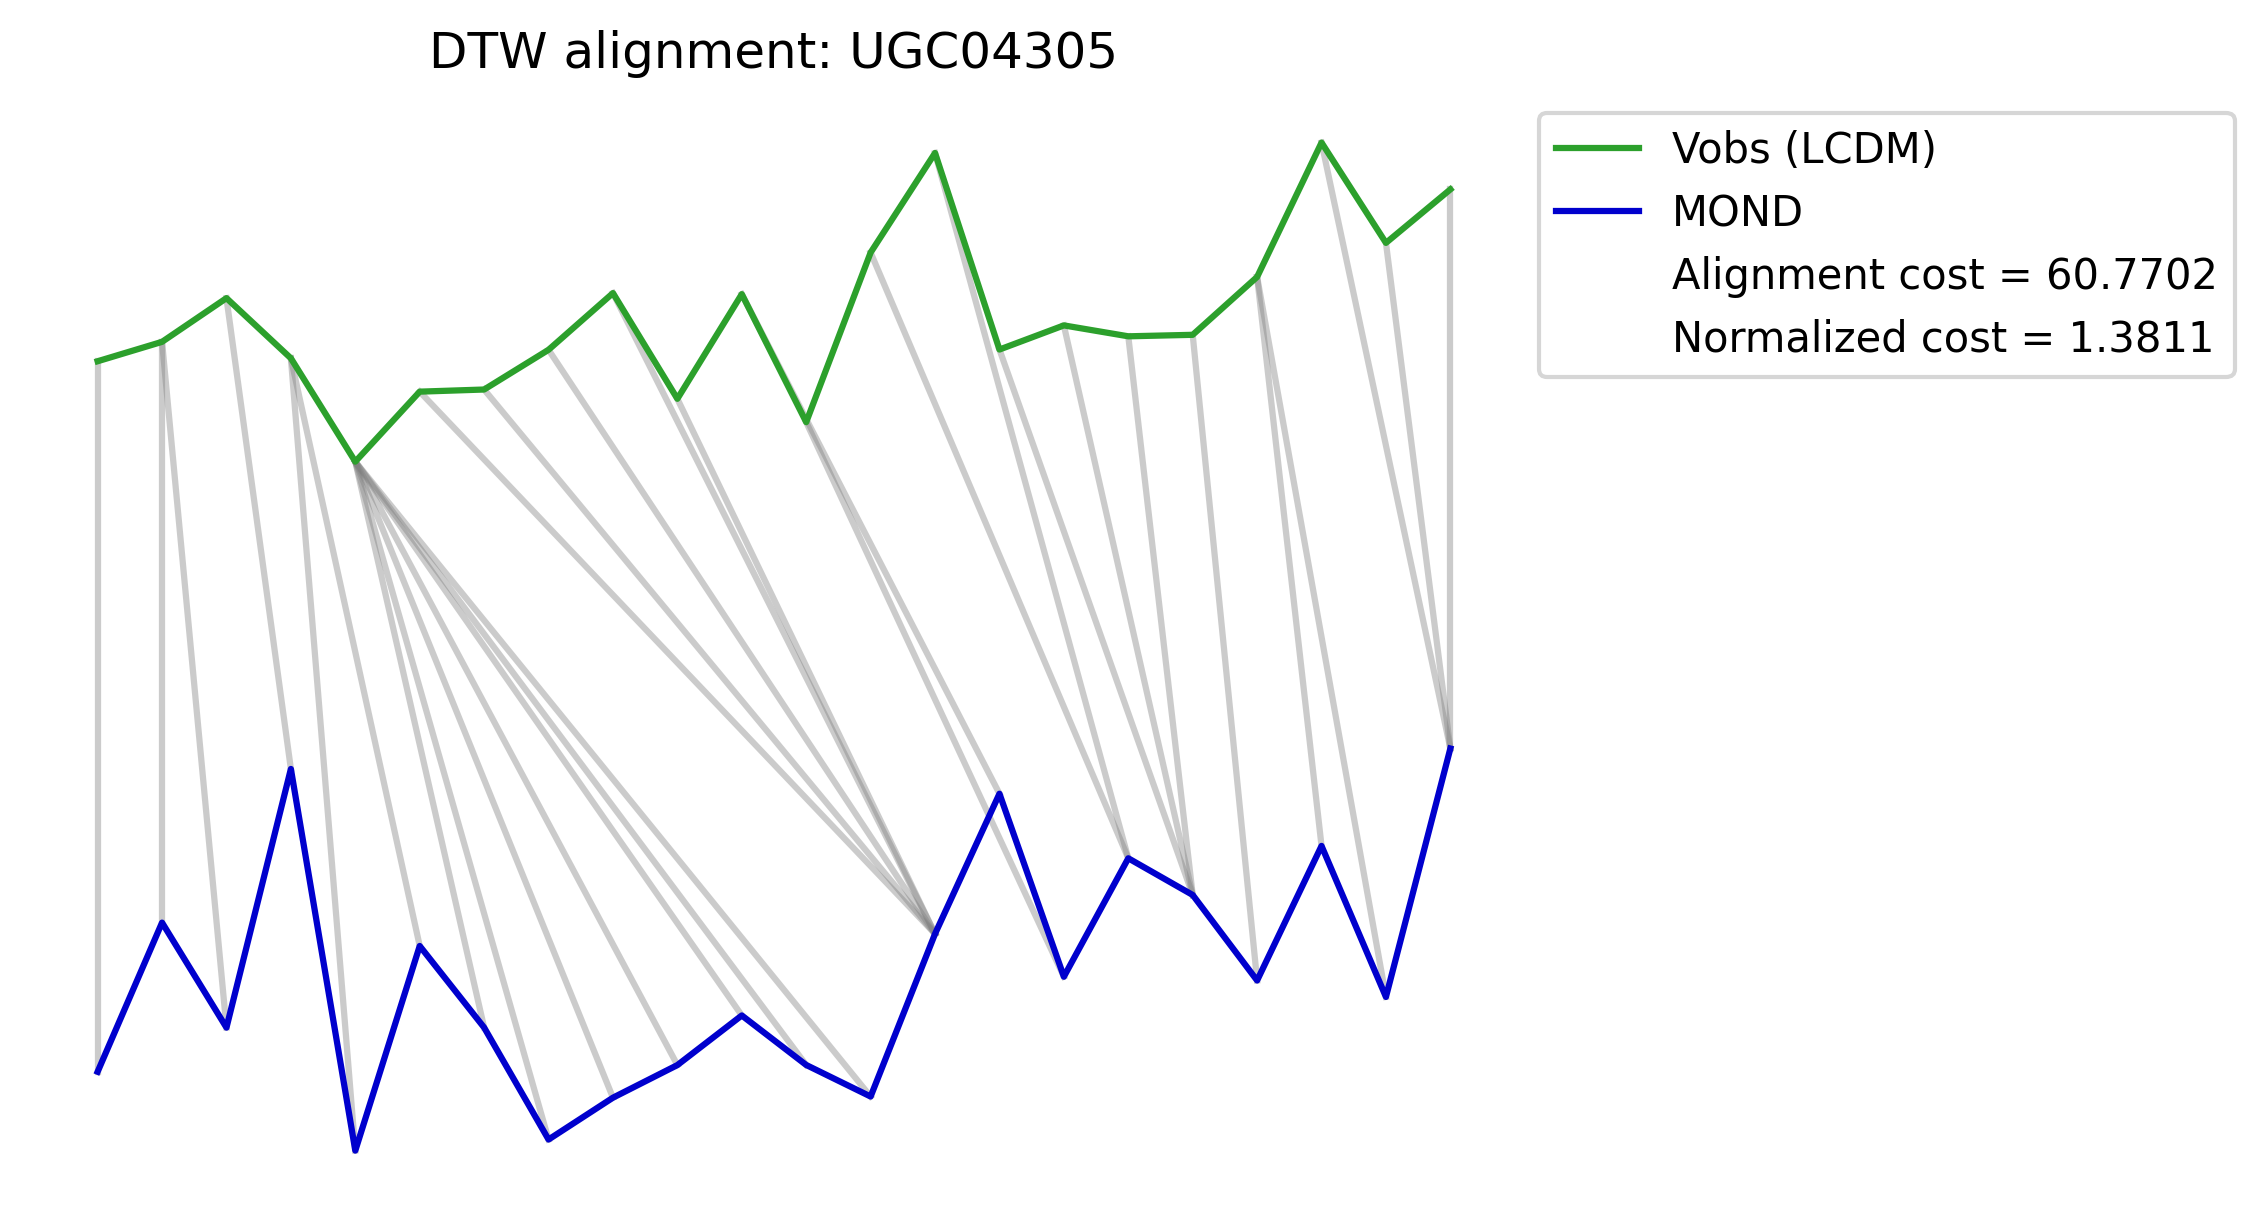 DTW alignment: UGC04305
Vobs (LCDM)
MOND
Alignment cost = 60.7702
Normalized cost = 1.3811